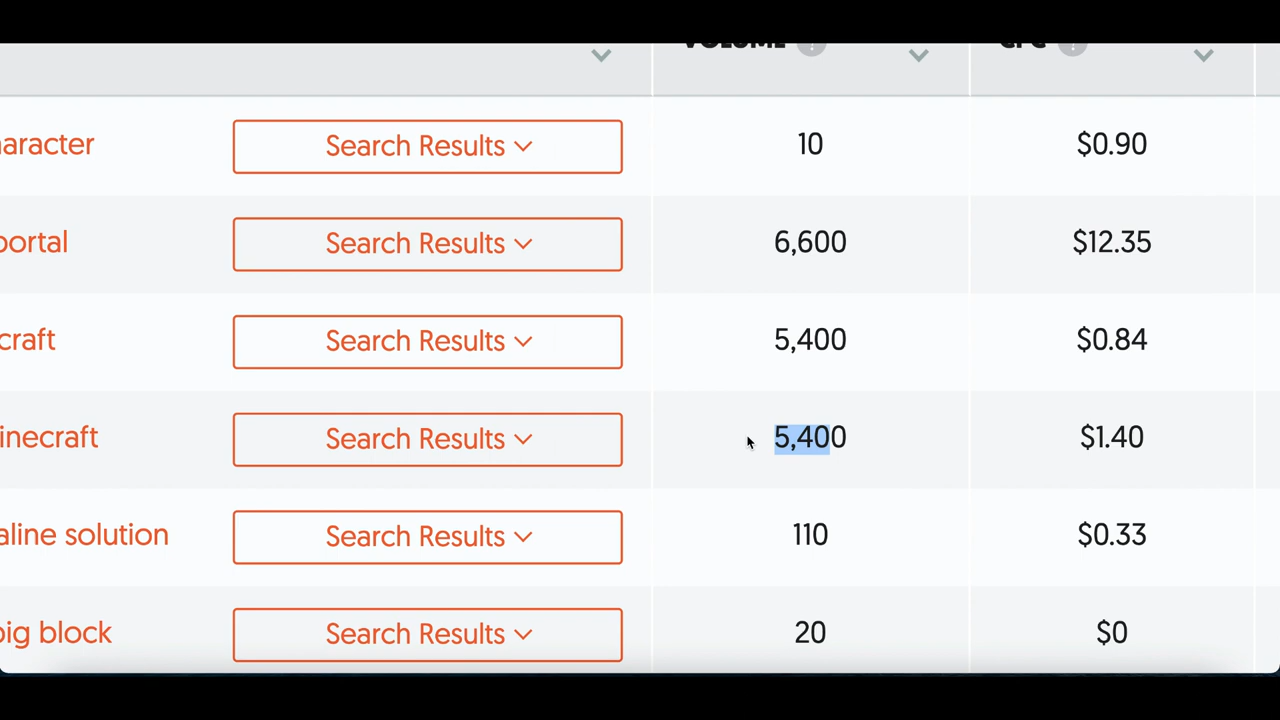 VOLUME ? CPC ?
aracter Search Results 10 $0.90
portal Search Results 6,600 $12.35
craft Search Results 5,400 $0.84
inecraft Search Results 5,400 $1.40
aline solution Search Results 110 $0.33
big block Search Results 20 $0